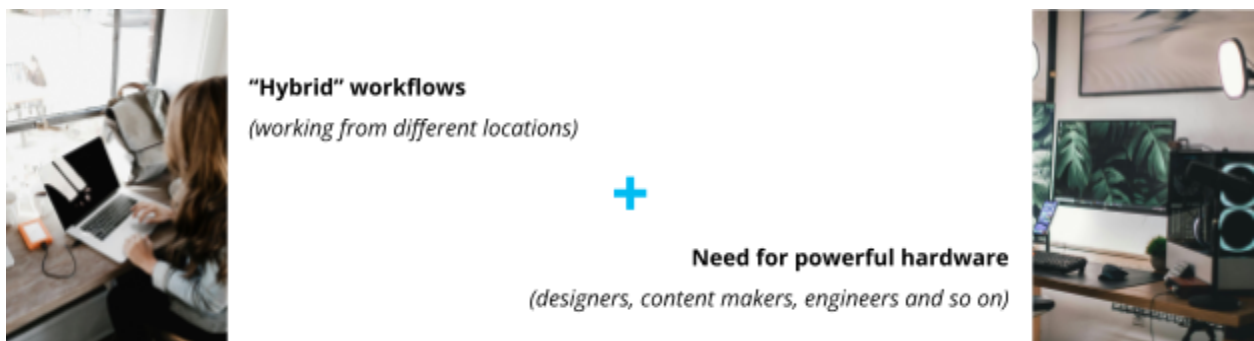 “Hybrid” workflows
(working from different locations)
+
Need for powerful hardware
(designers, content makers, engineers and so on)